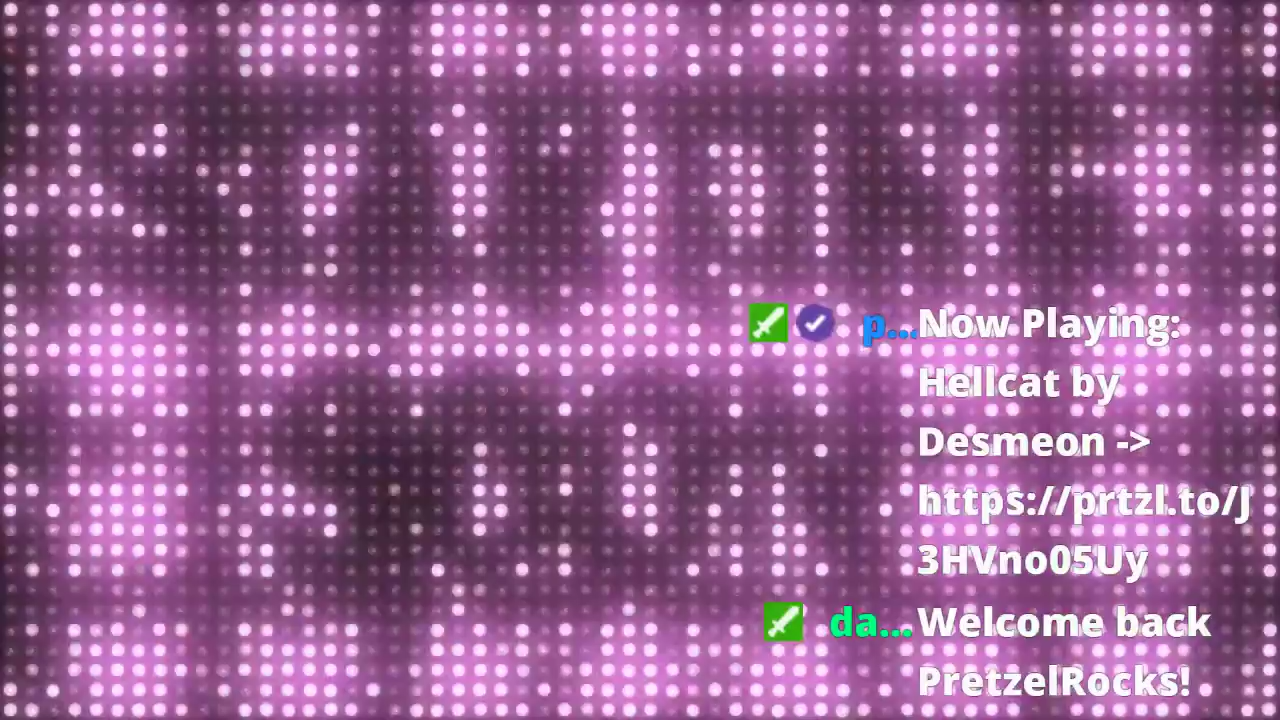 p...Now Playing:
Hellcat by
Desmeon ->
https://prtzl.to/J
3HVno05Uy
da...Welcome back
PretzelRocks!